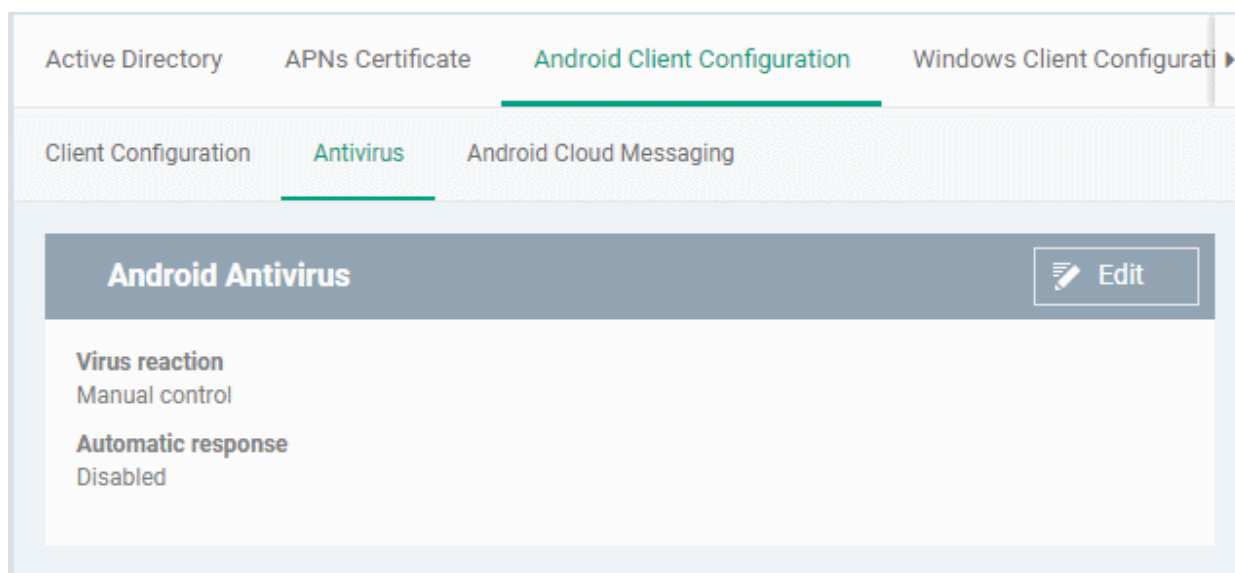 Active Directory APNs Certificate Android Client Configuration Windows Client Configurati
Client Configuration Antivirus Android Cloud Messaging
Android Antivirus Edit
Virus reaction
Manual control
Automatic response
Disabled